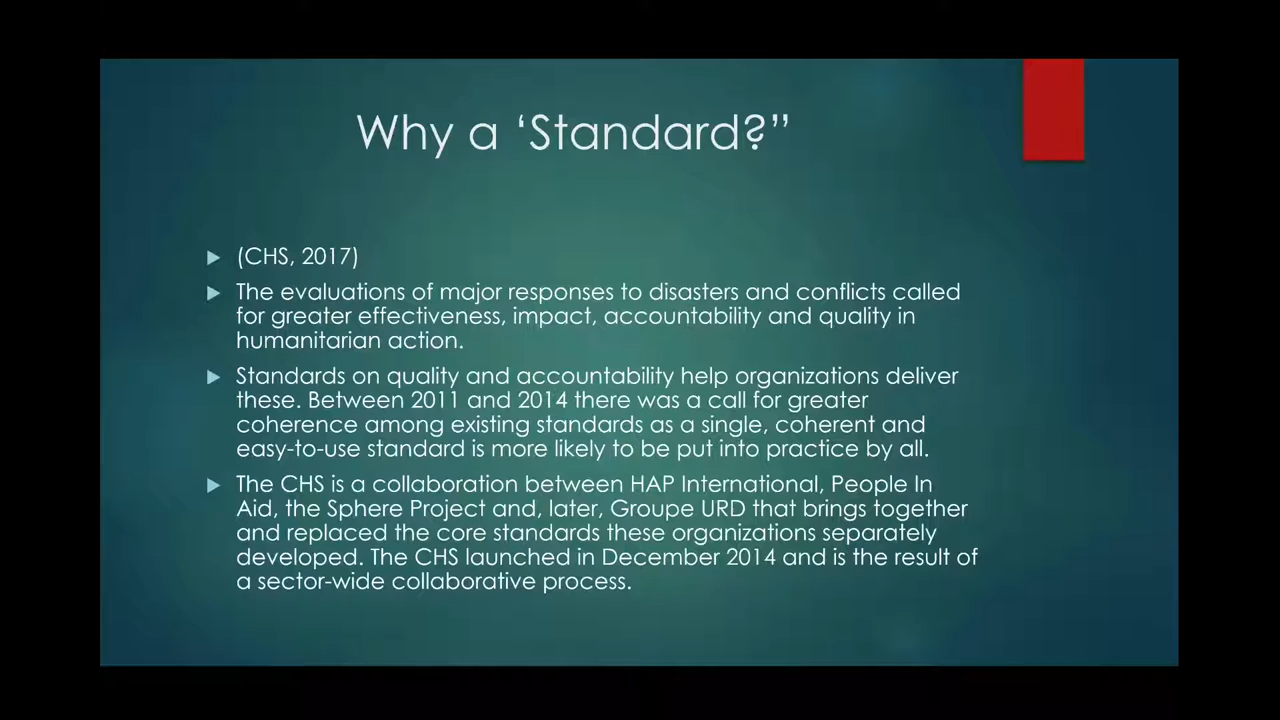 Why a ‘Standard?”
(CHS, 2017)
The evaluations of major responses to disasters and conflicts called
for greater effectiveness, impact, accountability and quality in
humanitarian action.
Standards on quality and accountability help organizations deliver
these. Between 2011 and 2014 there was a call for greater
coherence among existing standards as a single, coherent and
easy-to-use standard is more likely to be put into practice by all.
The CHS is a collaboration between HAP International, People In
Aid, the Sphere Project and, later, Groupe URD that brings together
and replaced the core standards these organizations separately
developed. The CHS launched in December 2014 and is the result of
a sector-wide collaborative process.